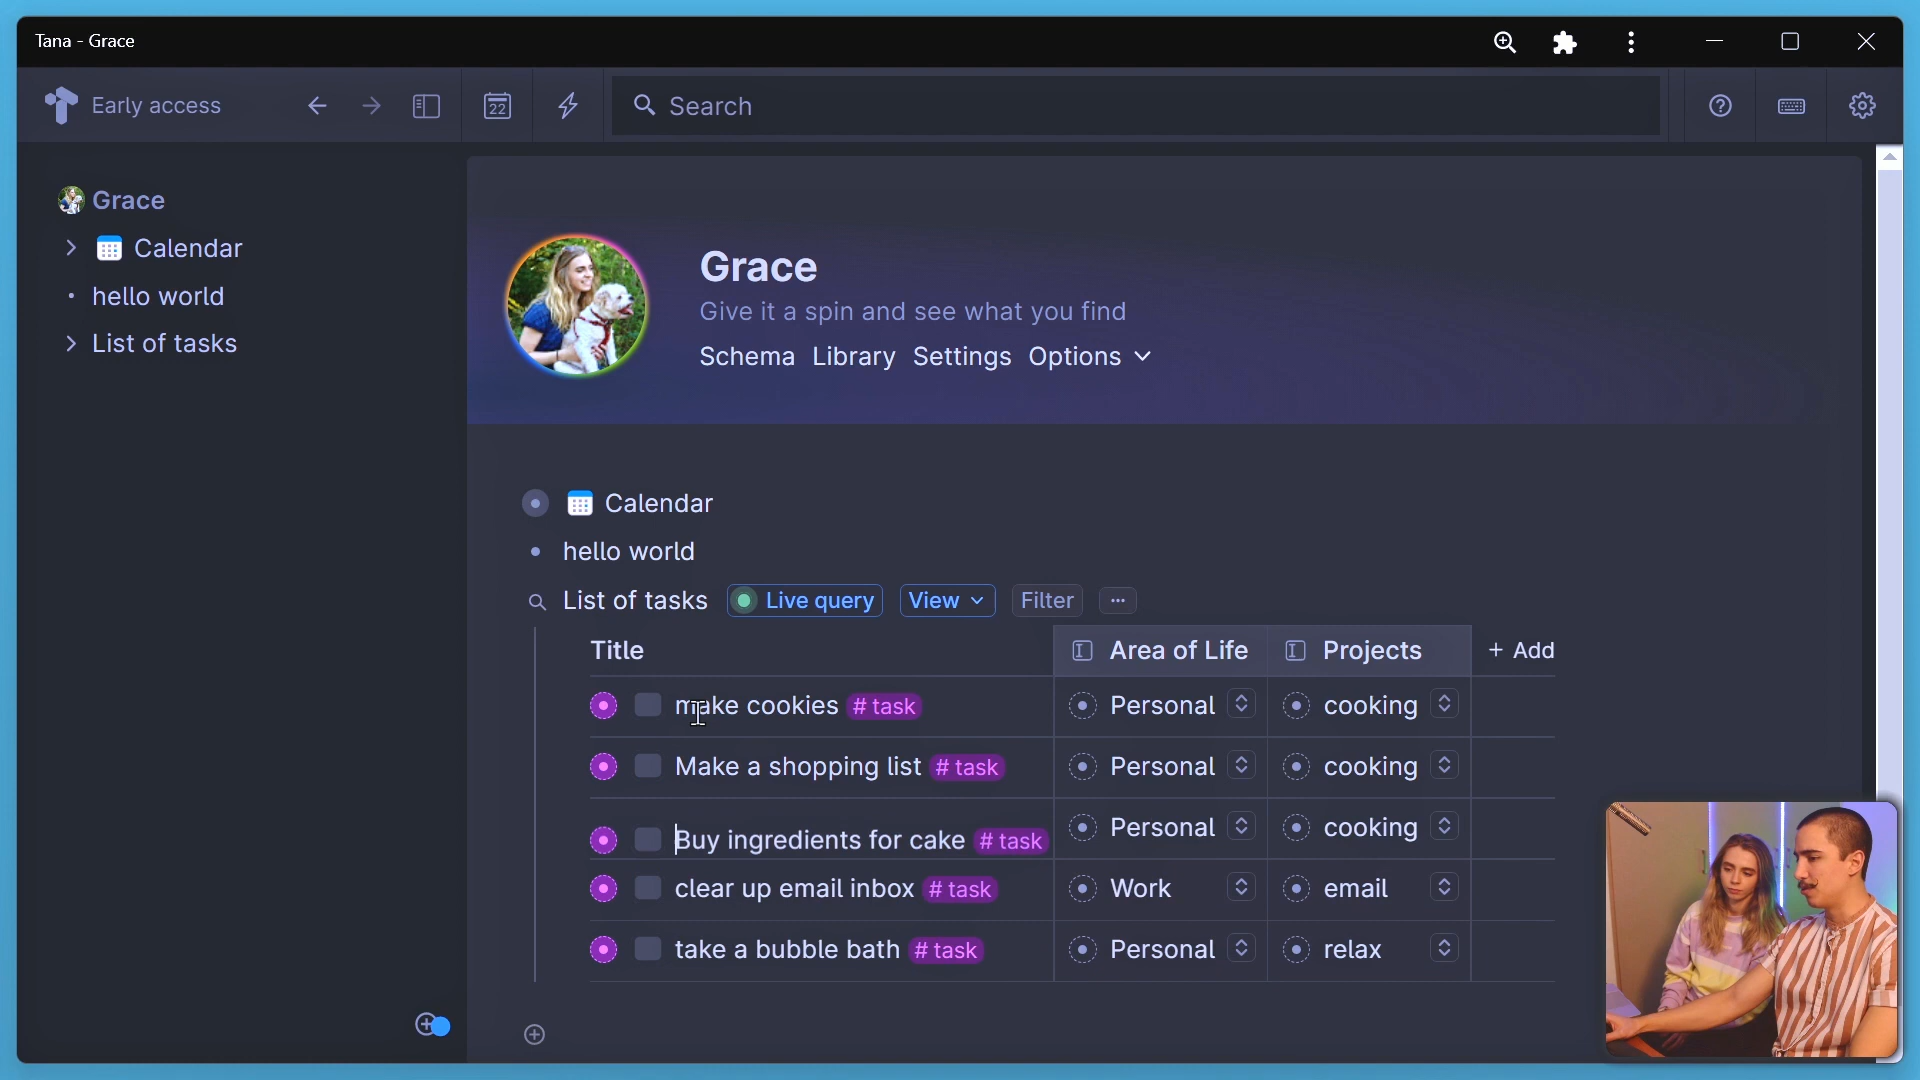 Tana - Grace
Early access
22
Search
Grace
Calendar
hello world
List of tasks
Grace
Give it a spin and see what you find
Schema Library Settings Options
Calendar
hello world
List of tasks Live query View Filter ...
Title Area of Life Projects + Add
make cookies # task Personal cooking
Make a shopping list # task Personal cooking
Buy ingredients for cake # task Personal cooking
clear up email inbox # task Work email
take a bubble bath # task Personal relax